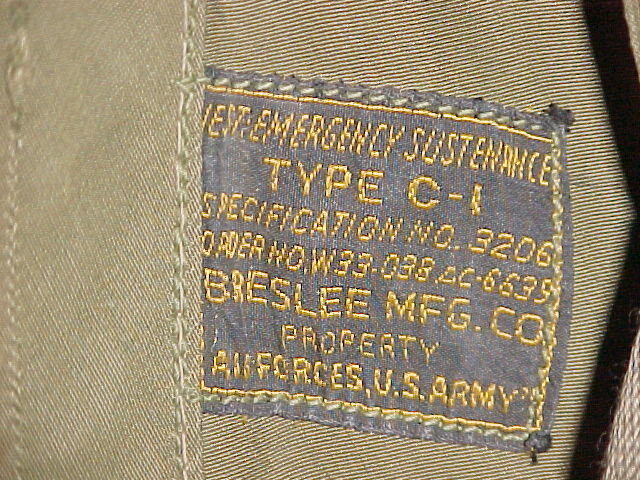 VEST-EMERGENCY SUSTENANCE
TYPE C-1
SPECIFICATION NO. 3206
ORDER NO. W33-038 AC-6635
BRESLEE MFG. CO
PROPERTY
AIR FORCES, U.S. ARMY"